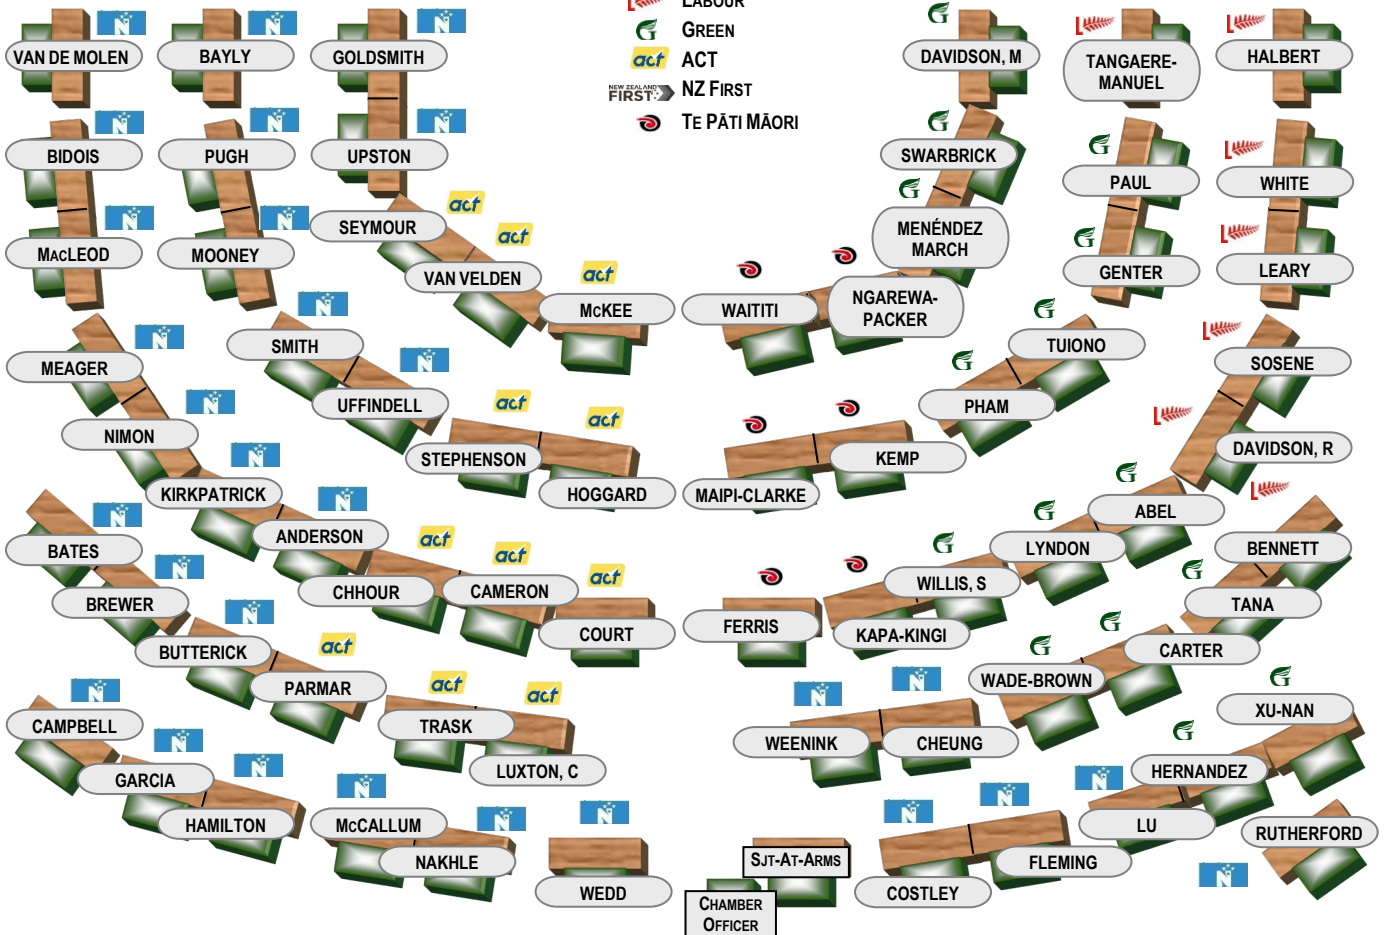 LABOUR
GREEN
act ACT
NEW ZEALAND FIRST NZ FIRST
TE PĀTI MĀORI
VAN DE MOLEN
BAYLY
GOLDSMITH
DAVIDSON, M
TANGAERE-
MANUEL
HALBERT
BIDOIS
PUGH
UPSTON
SWARBRICK
PAUL
WHITE
MACLEOD
MOONEY
SEYMOUR
act
VAN VELDEN
act
MCKEE
act
WAITITI
NGAREWA-
PACKER
MENÉNDEZ
MARCH
GENTER
LEARY
MEAGER
SMITH
TUIONO
SOSENE
NIMON
UFFINDELL
STEPHENSON
act
HOGGARD
act
MAIPI-CLARKE
KEMP
PHAM
DAVIDSON, R
KIRKPATRICK
ANDERSON
CHHOUR
act
CAMERON
act
COURT
act
FERRIS
KAPA-KINGI
WILLIS, S
LYNDON
ABEL
BENNETT
BATES
BREWER
BUTTERICK
PARMAR
act
TRASK
act
LUXTON, C
act
WEENINK
CHEUNG
WADE-BROWN
CARTER
TANA
CAMPBELL
GARCIA
HAMILTON
MCCALLUM
NAKHLE
WEDD
SJT-AT-ARMS
CHAMBER
OFFICER
COSTLEY
FLEMING
LU
HERNANDEZ
XU-NAN
RUTHERFORD